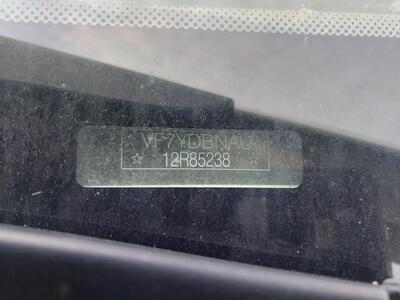 ☆ VF7YDBNAU ☆
☆ 12R85238 ☆